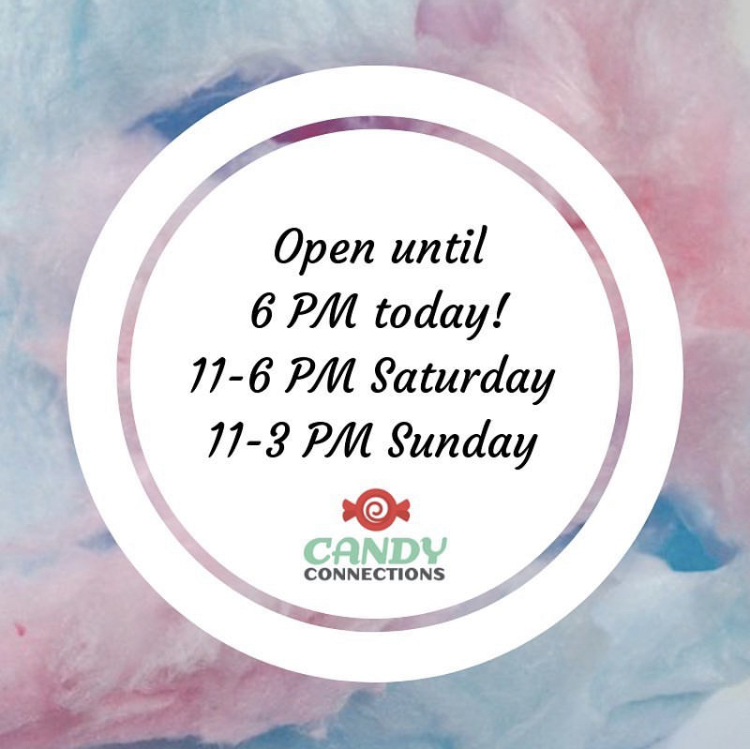 Open until
6 PM today!
11-6 PM Saturday
11-3 PM Sunday
CANDY
CONNECTIONS